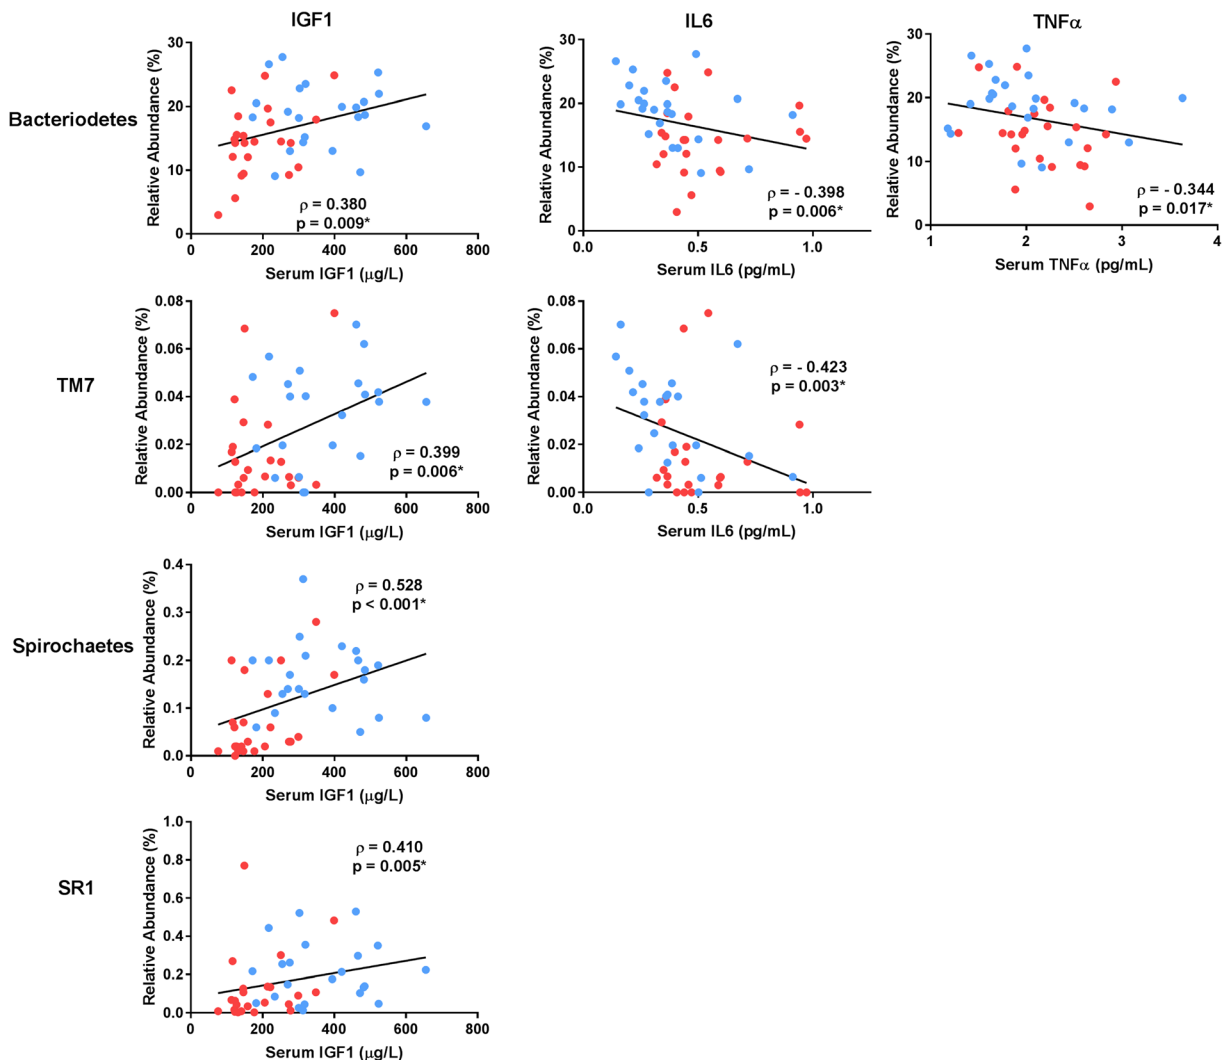 IGF1
IL6
TNFα
Bacteriodetes
Relative Abundance (%)
30
20
10
0
ρ = 0.380
p = 0.009*
0 200 400 600 800
Serum IGF1 (μg/L)
Relative Abundance (%)
30
20
10
0
ρ = - 0.398
p = 0.006*
0.0 0.5 1.0
Serum IL6 (pg/mL)
Relative Abundance (%)
30
20
10
0
ρ = - 0.344
p = 0.017*
1 2 3 4
Serum TNFα (pg/mL)
TM7
Relative Abundance (%)
0.08
0.06
0.04
0.02
0.00
ρ = 0.399
p = 0.006*
0 200 400 600 800
Serum IGF1 (μg/L)
Relative Abundance (%)
0.08
0.06
0.04
0.02
0.00
ρ = - 0.423
p = 0.003*
0.0 0.5 1.0
Serum IL6 (pg/mL)
Spirochaetes
Relative Abundance (%)
0.4
0.3
0.2
0.1
0.0
ρ = 0.528
p < 0.001*
0 200 400 600 800
Serum IGF1 (μg/L)
SR1
Relative Abundance (%)
1.0
0.8
0.6
0.4
0.2
0.0
ρ = 0.410
p = 0.005*
0 200 400 600 800
Serum IGF1 (μg/L)